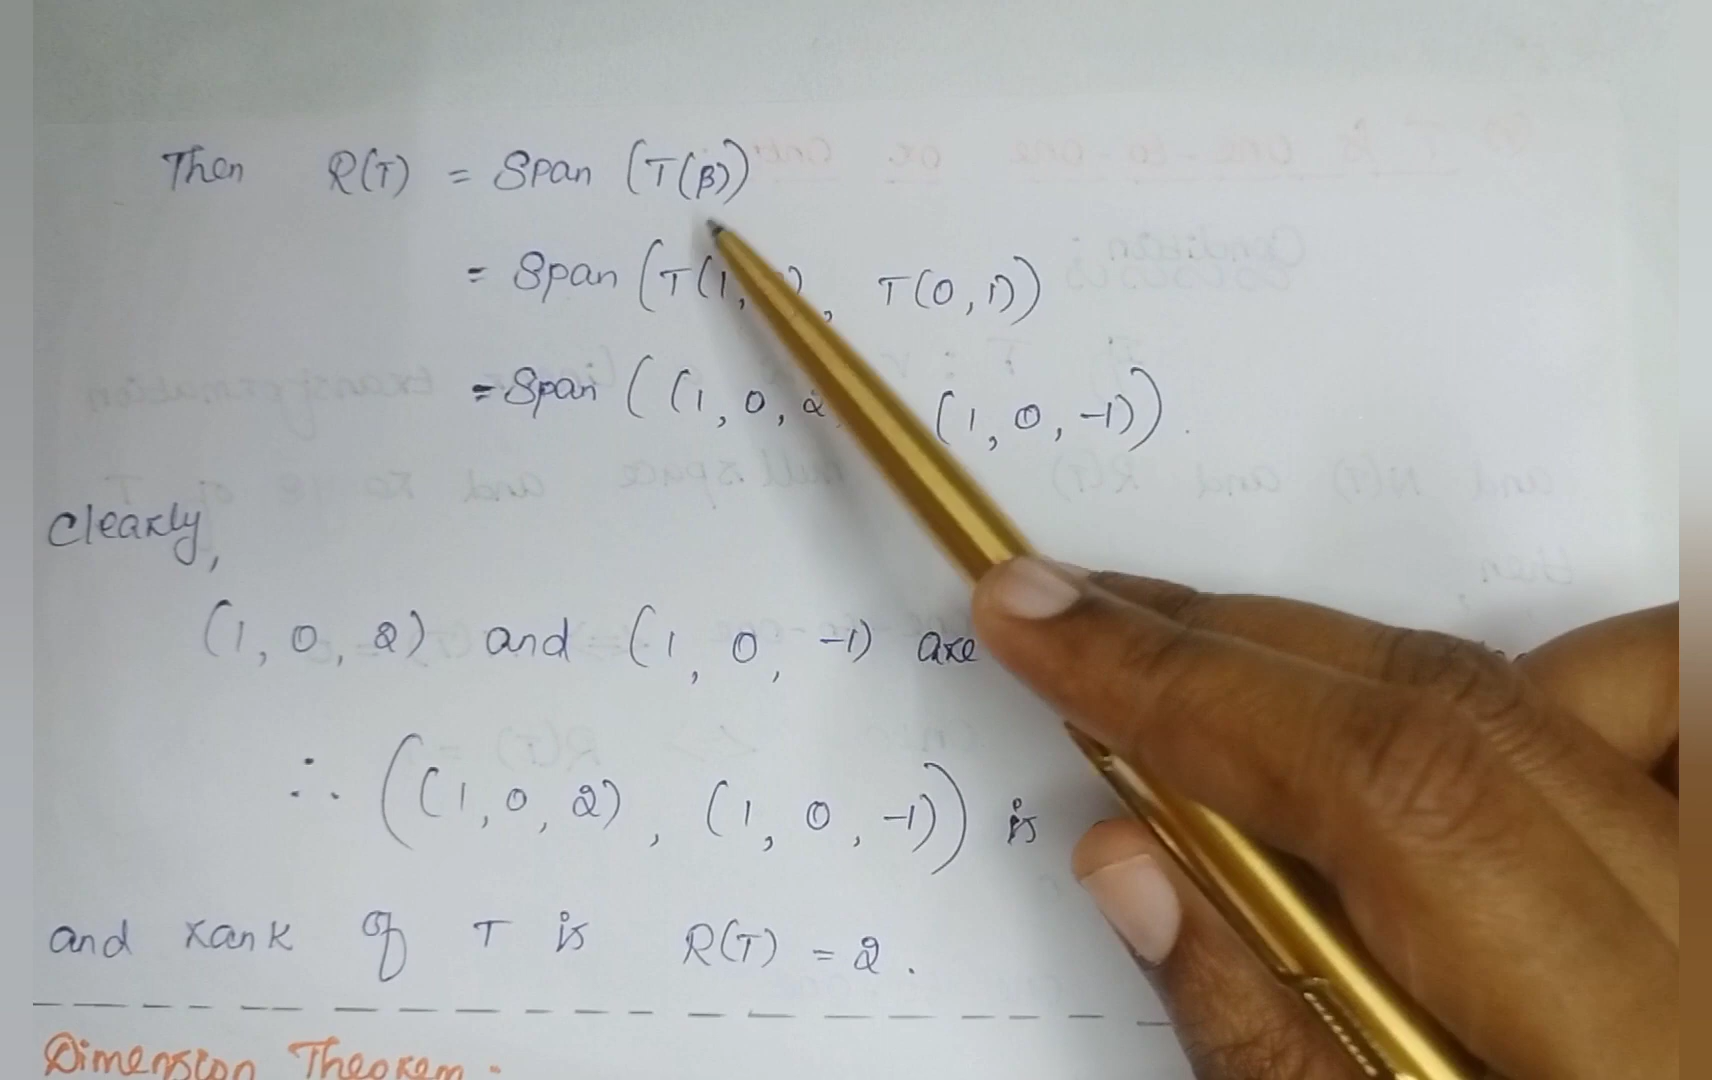 Then R(T) = Span (T(β))
= Span (T(1, ), T(0,1))
= Span ((1, 0, 2 (1, 0, -1)).
Clearly,
(1, 0, 2) and (1, 0, -1) are
∴ ((1, 0, 2), (1, 0, -1)) is
and rank of T is R(T) = 2.
Dimension Theorem.